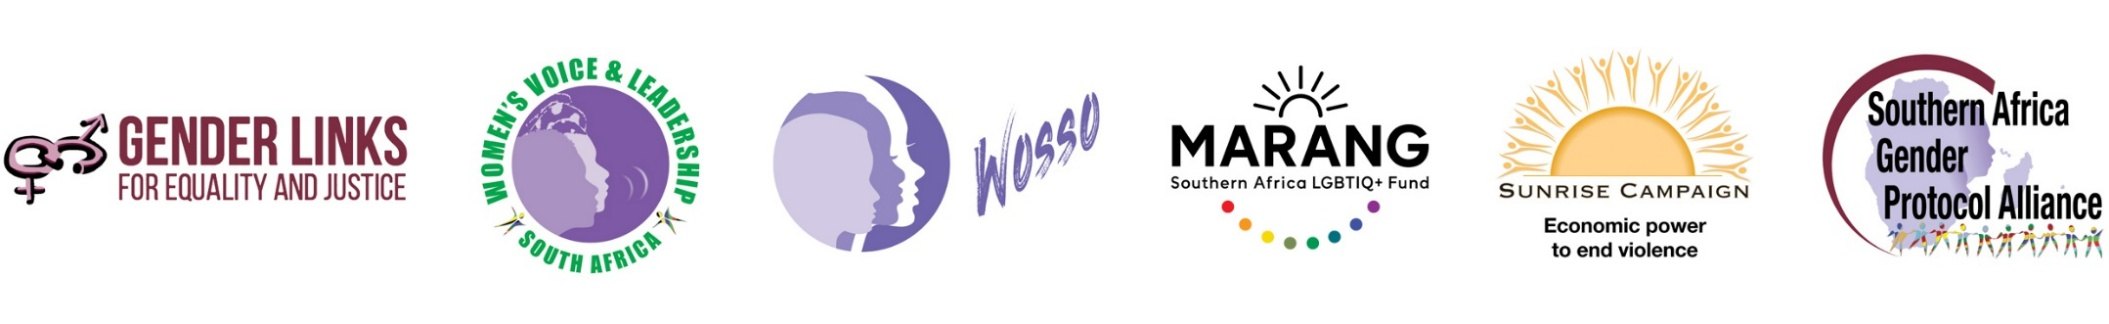 GENDER LINKS
FOR EQUALITY AND JUSTICE
WOMEN'S VOICE & LEADERSHIP
SOUTH AFRICA
WOSSO
MARANG
Southern Africa LGBTIQ+ Fund
SUNRISE CAMPAIGN
Economic power
to end violence
Southern Africa
Gender
Protocol Alliance